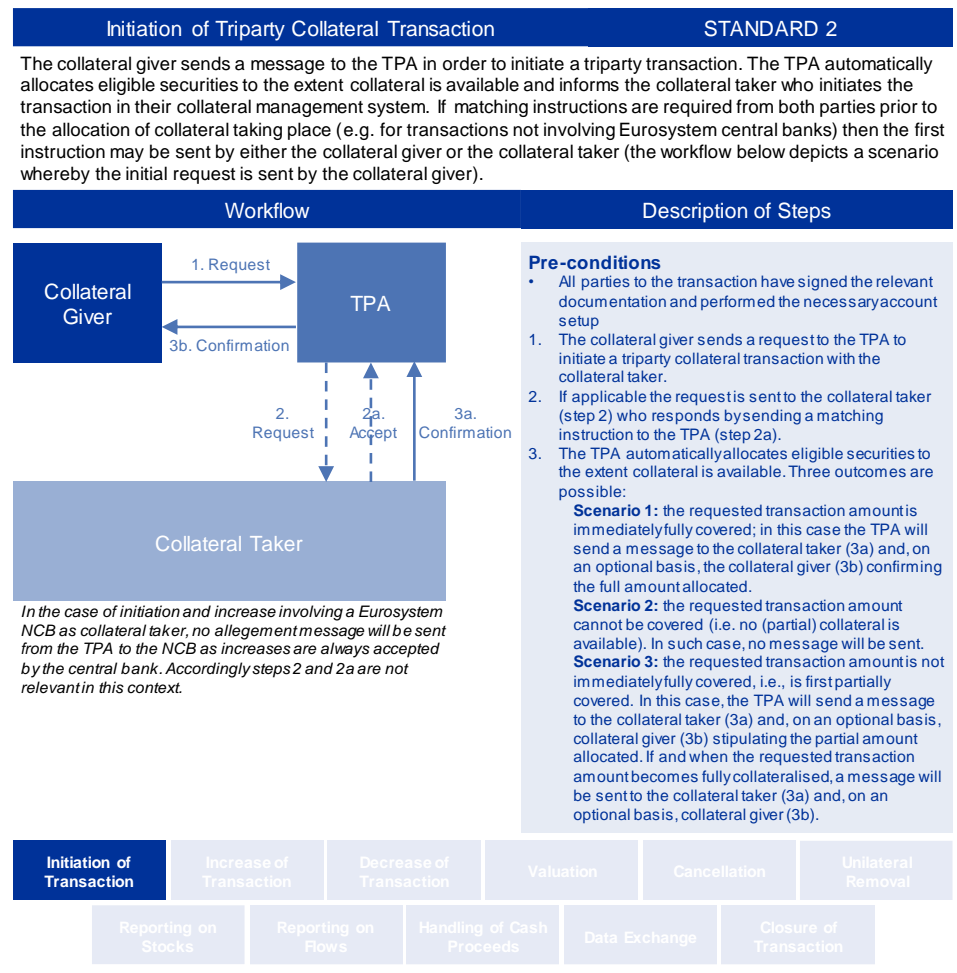 Initiation of Triparty Collateral Transaction
STANDARD 2
The collateral giver sends a message to the TPA in order to initiate a triparty transaction. The TPA automatically
allocates eligible securities to the extent collateral is available and informs the collateral taker who initiates the
transaction in their collateral management system. If matching instructions are required from both parties prior to
the allocation of collateral taking place (e.g. for transactions not involving Eurosystem central banks) then the first
instruction may be sent by either the collateral giver or the collateral taker (the workflow below depicts a scenario
whereby the initial request is sent by the collateral giver).
Workflow
Collateral
Giver
1. Request
3b. Confirmation
TPA
2.
Request
2a.
Accept
3a.
Confirmation
Collateral Taker
In the case of initiation and increase involving a Eurosystem
NCB as collateral taker, no allegement message will be sent
from the TPA to the NCB as increases are always accepted
by the central bank. Accordingly steps 2 and 2a are not
relevant in this context.
Description of Steps
Pre-conditions
• All parties to the transaction have signed the relevant
documentation and performed the necessary account
setup
1. The collateral giver sends a request to the TPA to
initiate a triparty collateral transaction with the
collateral taker.
2. If applicable the request is sent to the collateral taker
(step 2) who responds by sending a matching
instruction to the TPA (step 2a).
3. The TPA automatically allocates eligible securities to
the extent collateral is available. Three outcomes are
possible:
Scenario 1: the requested transaction amount is
immediately fully covered; in this case the TPA will
send a message to the collateral taker (3a) and, on
an optional basis, the collateral giver (3b) confirming
the full amount allocated.
Scenario 2: the requested transaction amount
cannot be covered (i.e. no (partial) collateral is
available). In such case, no message will be sent.
Scenario 3: the requested transaction amount is not
immediately fully covered, i.e., is first partially
covered. In this case, the TPA will send a message
to the collateral taker (3a) and, on an optional basis,
collateral giver (3b) stipulating the partial amount
allocated. If and when the requested transaction
amount becomes fully collateralised, a message will
be sent to the collateral taker (3a) and, on an
optional basis, collateral giver (3b).
Initiation of
Transaction
Increase of
Transaction
Decrease of
Transaction
Valuation
Cancellation
Unilateral
Removal
Reporting on
Stocks
Reporting on
Flows
Handling of Cash
Proceeds
Data Exchange
Closure of
Transaction